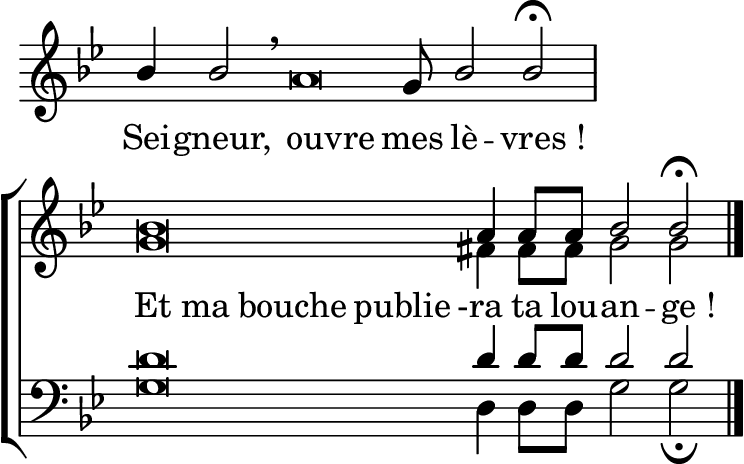 Seigneur, ouvre mes lè - vres !
Et ma bouche publie -ra ta louan - ge !